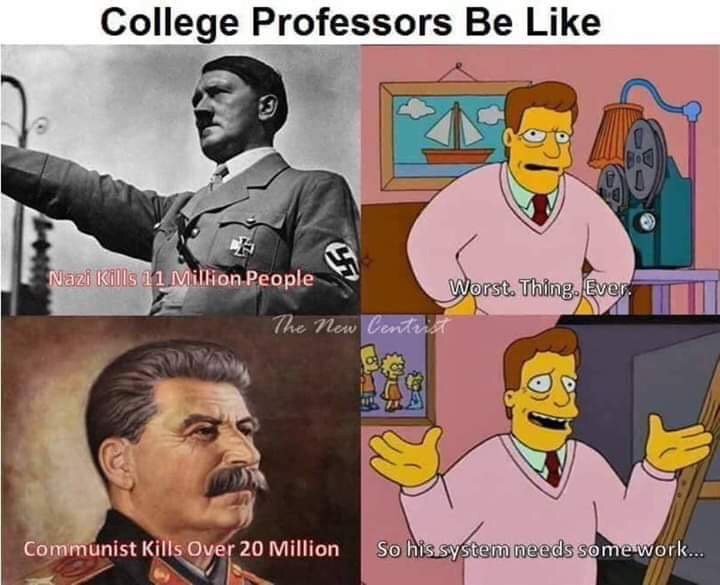 College Professors Be Like
Nazi Kills 11 Million People
Worst. Thing. Ever.
The New Centrist
Communist Kills Over 20 Million
So his system needs some work...